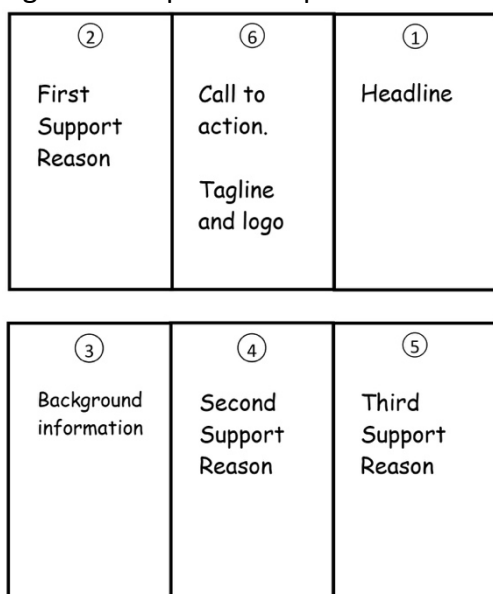 ②
First
Support
Reason
⑥
Call to
action.
Tagline
and logo
①
Headline
③
Background
information
④
Second
Support
Reason
⑤
Third
Support
Reason